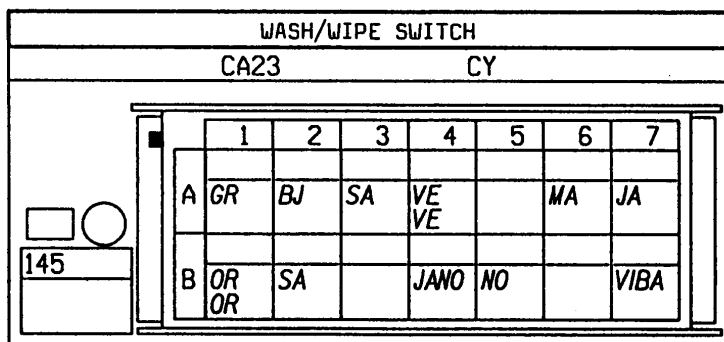 WASH/WIPE SWITCH
CA23 CY
1 2 3 4 5 6 7
A GR BJ SA VE MA JA
VE
145
B OR SA JANO NO VIBA
OR